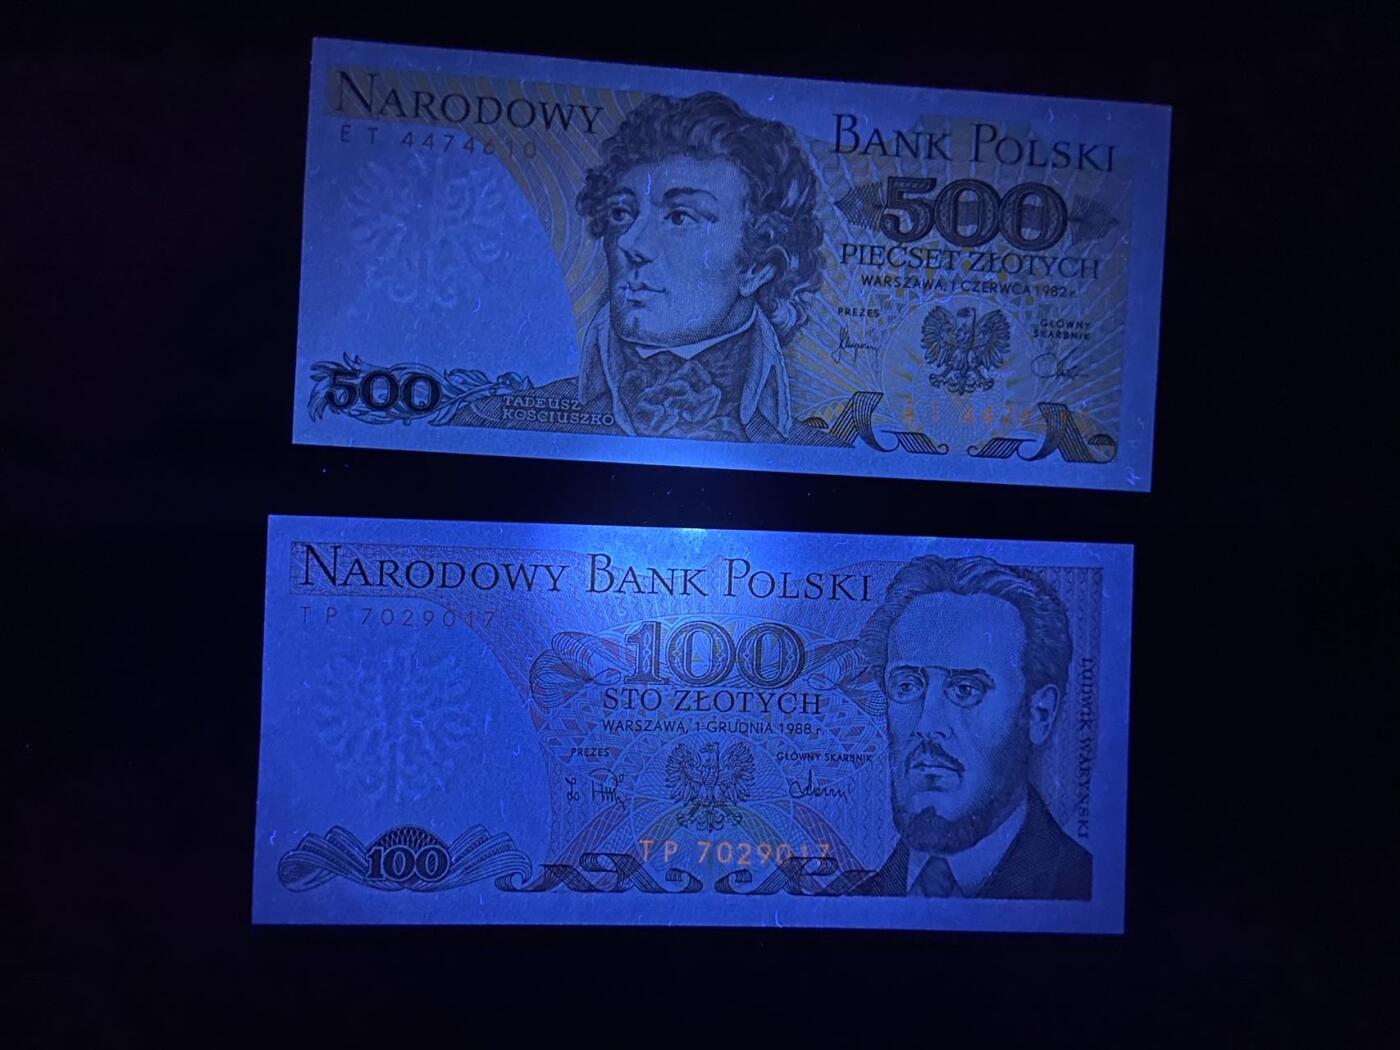 NARODOWY BANK POLSKI
ET 4474610
500
PIĘĆSET ZŁOTYCH
WARSZAWA, 1 CZERWCA 1982 r.
PREZES
GŁÓWNY
SKARBNIK
500
TADEUSZ
KOŚCIUSZKO
NARODOWY BANK POLSKI
TP 7029017
100
STO ZŁOTYCH
WARSZAWA, 1 GRUDNIA 1988 r.
PREZES
GŁÓWNY SKARBNIK
LUDWIK WARYŃSKI
100
TP 7029017